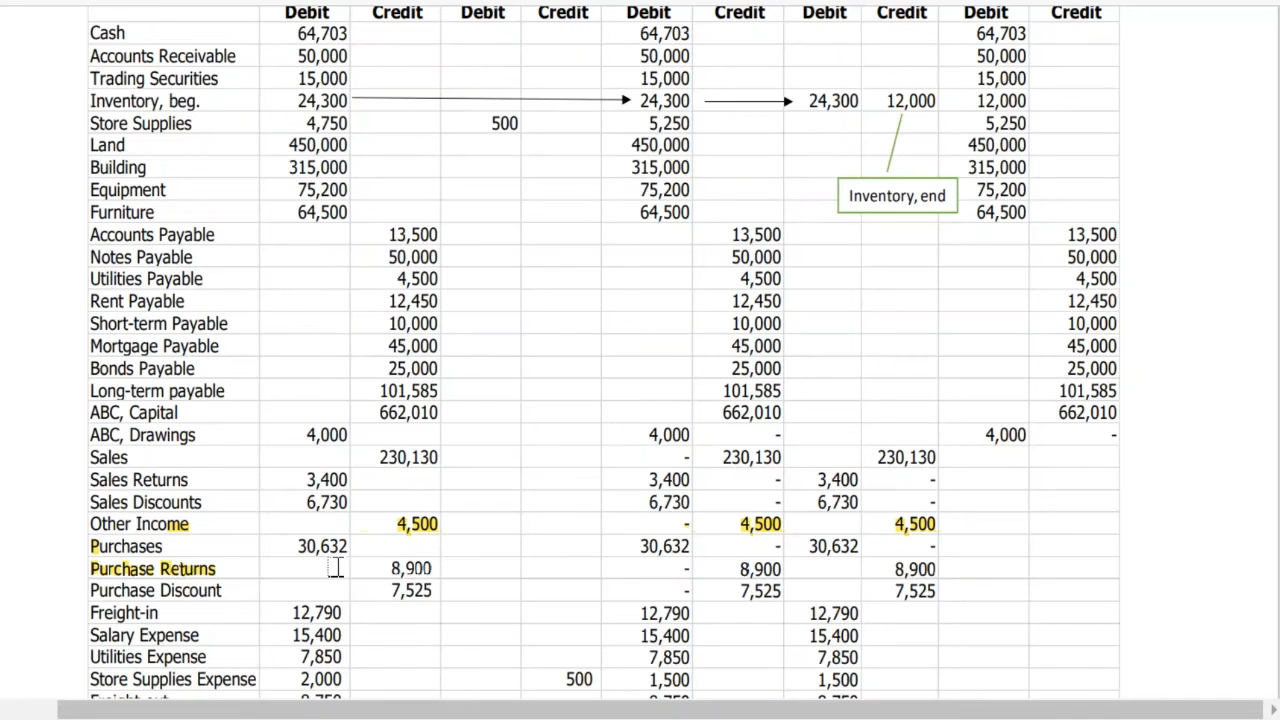 Debit Credit Debit Credit Debit Credit Debit Credit Debit Credit
Cash 64,703 64,703 64,703
Accounts Receivable 50,000 50,000 50,000
Trading Securities 15,000 15,000 15,000
Inventory, beg. 24,300 24,300 24,300 12,000 12,000
Store Supplies 4,750 500 5,250 5,250
Land 450,000 450,000 450,000
Building 315,000 315,000 315,000
Equipment 75,200 75,200 75,200
Inventory, end
Furniture 64,500 64,500 64,500
Accounts Payable 13,500 13,500 13,500
Notes Payable 50,000 50,000 50,000
Utilities Payable 4,500 4,500 4,500
Rent Payable 12,450 12,450 12,450
Short-term Payable 10,000 10,000 10,000
Mortgage Payable 45,000 45,000 45,000
Bonds Payable 25,000 25,000 25,000
Long-term payable 101,585 101,585 101,585
ABC, Capital 662,010 662,010 662,010
ABC, Drawings 4,000 4,000 - 4,000 -
Sales 230,130 - 230,130 230,130
Sales Returns 3,400 3,400 - 3,400 -
Sales Discounts 6,730 6,730 - 6,730 -
Other Income 4,500 - 4,500 4,500
Purchases 30,632 30,632 - 30,632 -
Purchase Returns 8,900 - 8,900 8,900
Purchase Discount 7,525 - 7,525 7,525
Freight-in 12,790 12,790 12,790
Salary Expense 15,400 15,400 15,400
Utilities Expense 7,850 7,850 7,850
Store Supplies Expense 2,000 500 1,500 1,500